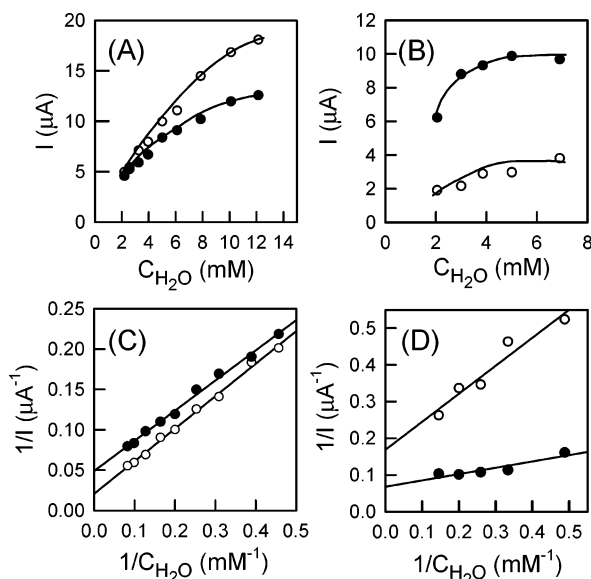 (A)
I (μA)
20
15
10
5
0
0 2 4 6 8 10 12 14
C_H₂O (mM)
(B)
I (μA)
12
10
8
6
4
2
0
0 2 4 6 8
C_H₂O (mM)
(C)
1/I (μA⁻¹)
0.25
0.20
0.15
0.10
0.05
0.00
0.0 0.1 0.2 0.3 0.4 0.5
1/C_H₂O (mM⁻¹)
(D)
1/I (μA⁻¹)
0.5
0.4
0.3
0.2
0.1
0.0
0.0 0.1 0.2 0.3 0.4 0.5
1/C_H₂O (mM⁻¹)